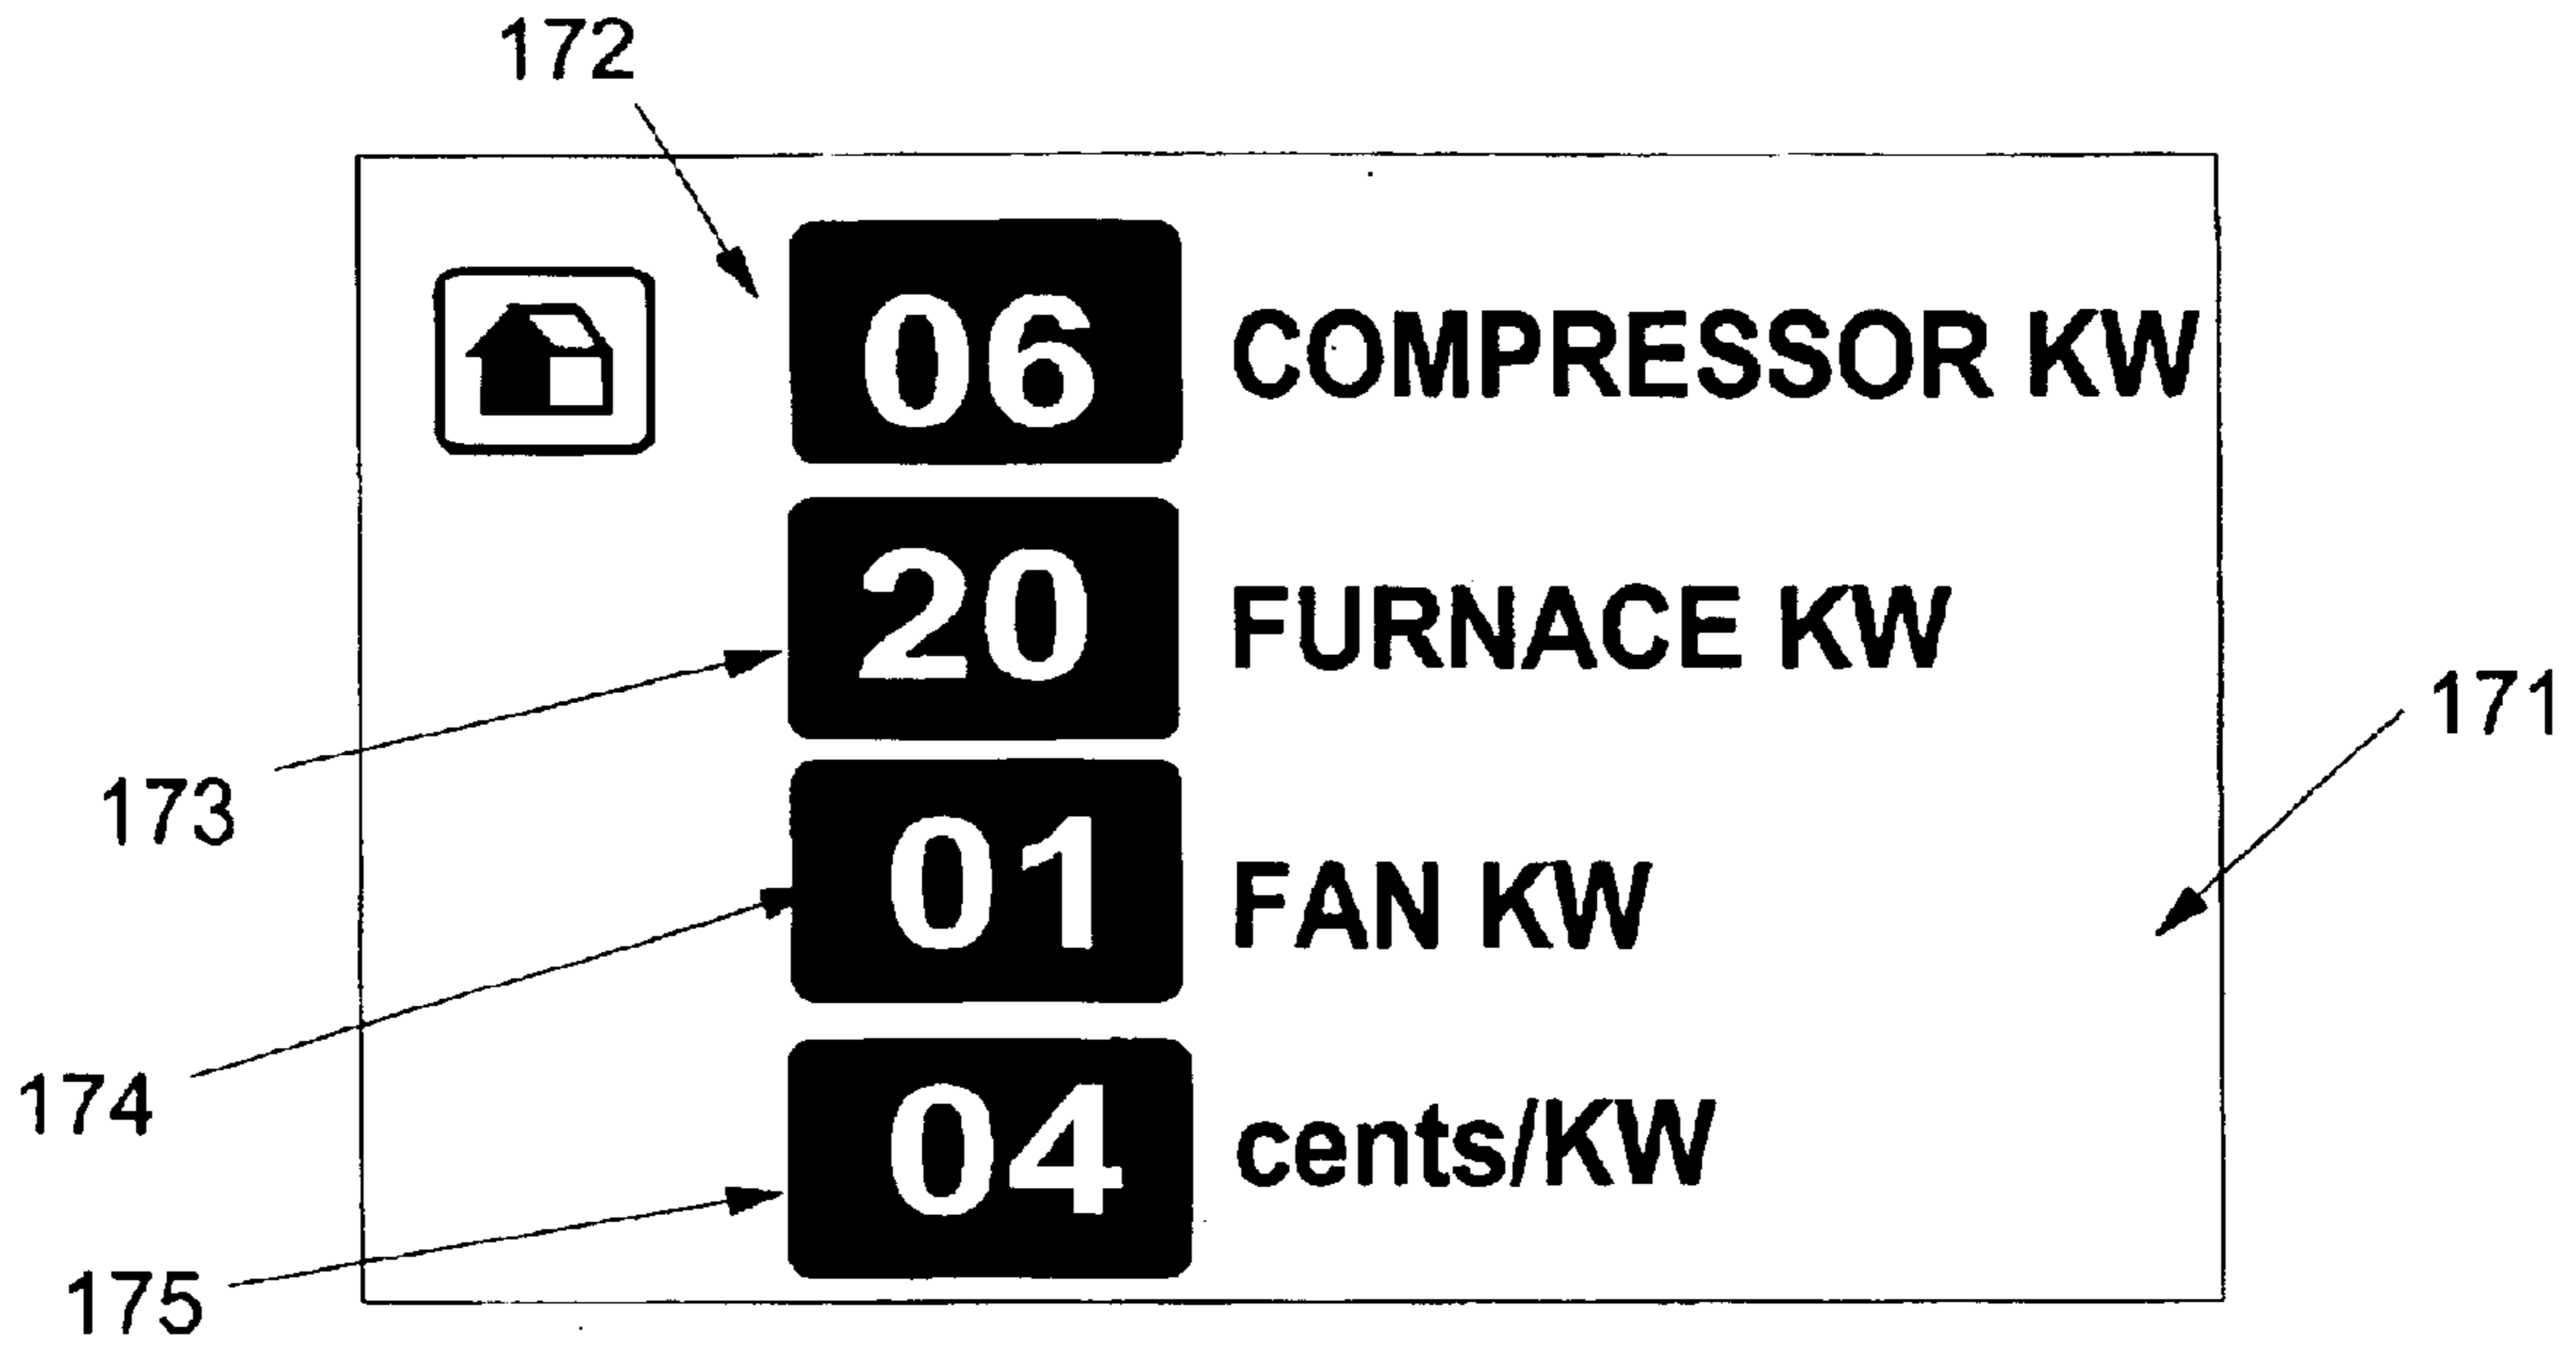 172
06 COMPRESSOR KW
20 FURNACE KW
171
173
01 FAN KW
174
04 cents/KW
175